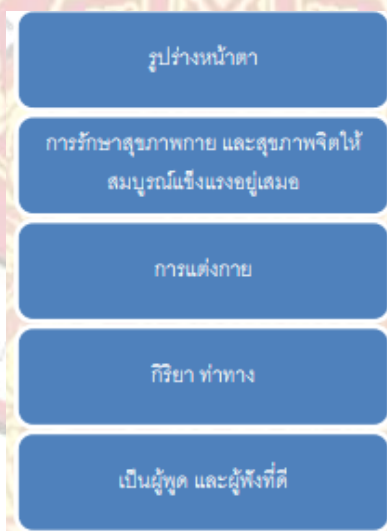 รูปร่างหน้าตา
การรักษาสุขภาพกาย และสุขภาพจิตให้
สมบูรณ์แข็งแรงอยู่เสมอ
การแต่งกาย
กิริยา ท่าทาง
เป็นผู้พูด และผู้ฟังที่ดี